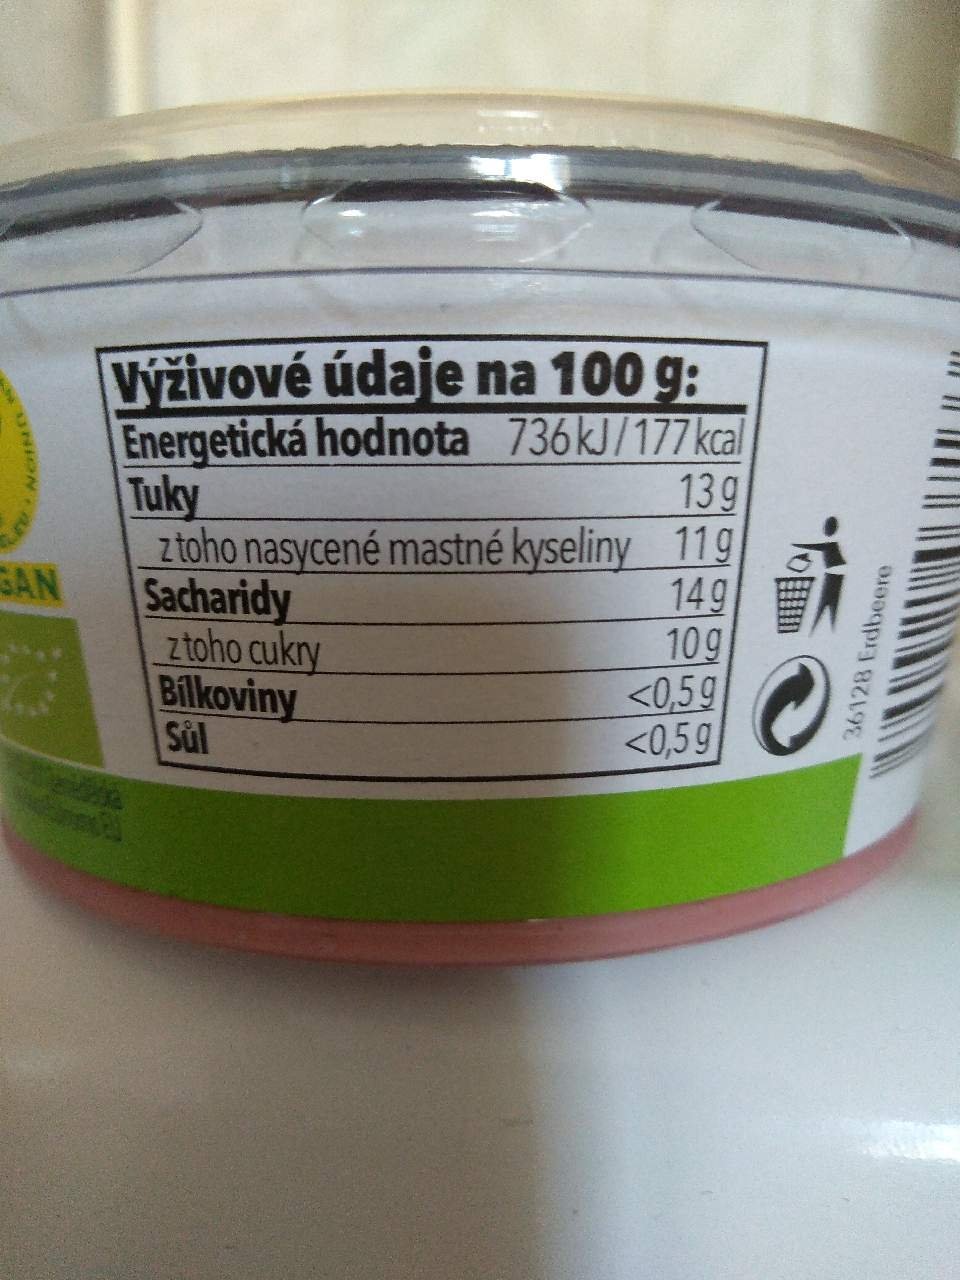 Výživové údaje na 100 g:
Energetická hodnota 736 kJ/177 kcal
Tuky 13 g
z toho nasycené mastné kyseliny 11 g
Sacharidy 14 g
z toho cukry 10 g
Bílkoviny <0,5 g
Sůl <0,5 g
GAN
36128 Erdbeere